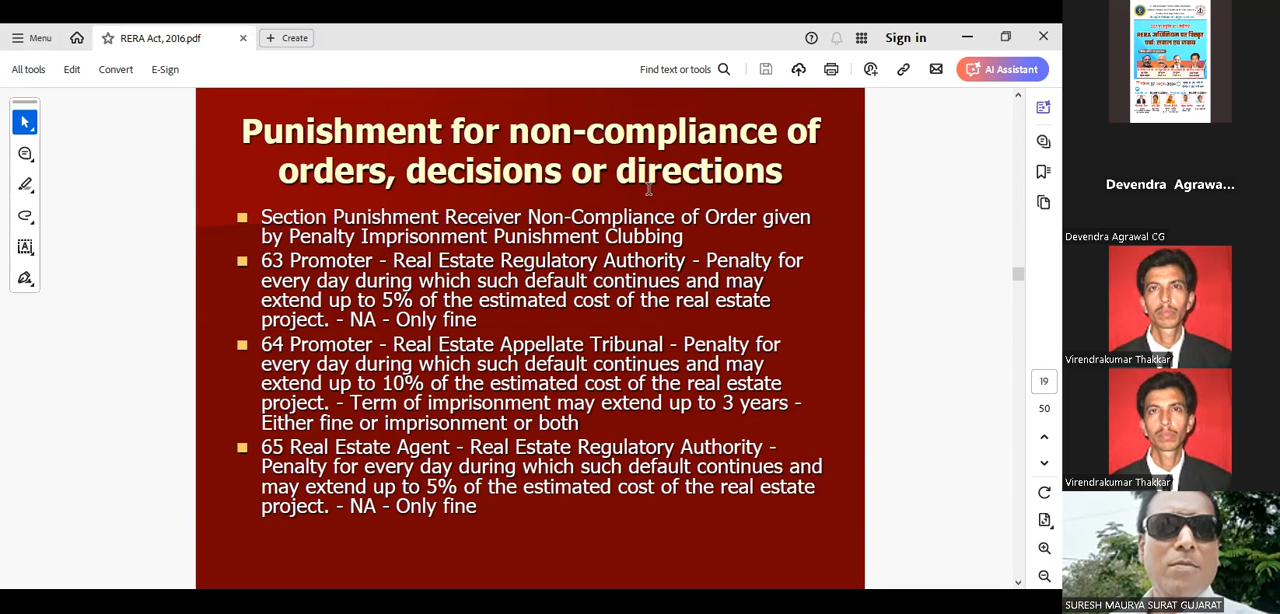 Menu
RERA Act, 2016.pdf
Create
Sign in
All tools
Edit
Convert
E-Sign
Find text or tools
AI Assistant
Punishment for non-compliance of
orders, decisions or directions
Section Punishment Receiver Non-Compliance of Order given
by Penalty Imprisonment Punishment Clubbing
63 Promoter - Real Estate Regulatory Authority - Penalty for
every day during which such default continues and may
extend up to 5% of the estimated cost of the real estate
project. - NA - Only fine
64 Promoter - Real Estate Appellate Tribunal - Penalty for
every day during which such default continues and may
extend up to 10% of the estimated cost of the real estate
project. - Term of imprisonment may extend up to 3 years -
Either fine or imprisonment or both
65 Real Estate Agent - Real Estate Regulatory Authority -
Penalty for every day during which such default continues and
may extend up to 5% of the estimated cost of the real estate
project. - NA - Only fine
19
50
RERA अधिनियम पर विस्तृत
Devendra Agrawa...
Devendra Agrawal CG
Virendrakumar Thakkar
Virendrakumar Thakkar
SURESH MAURYA SURAT GUJARAT